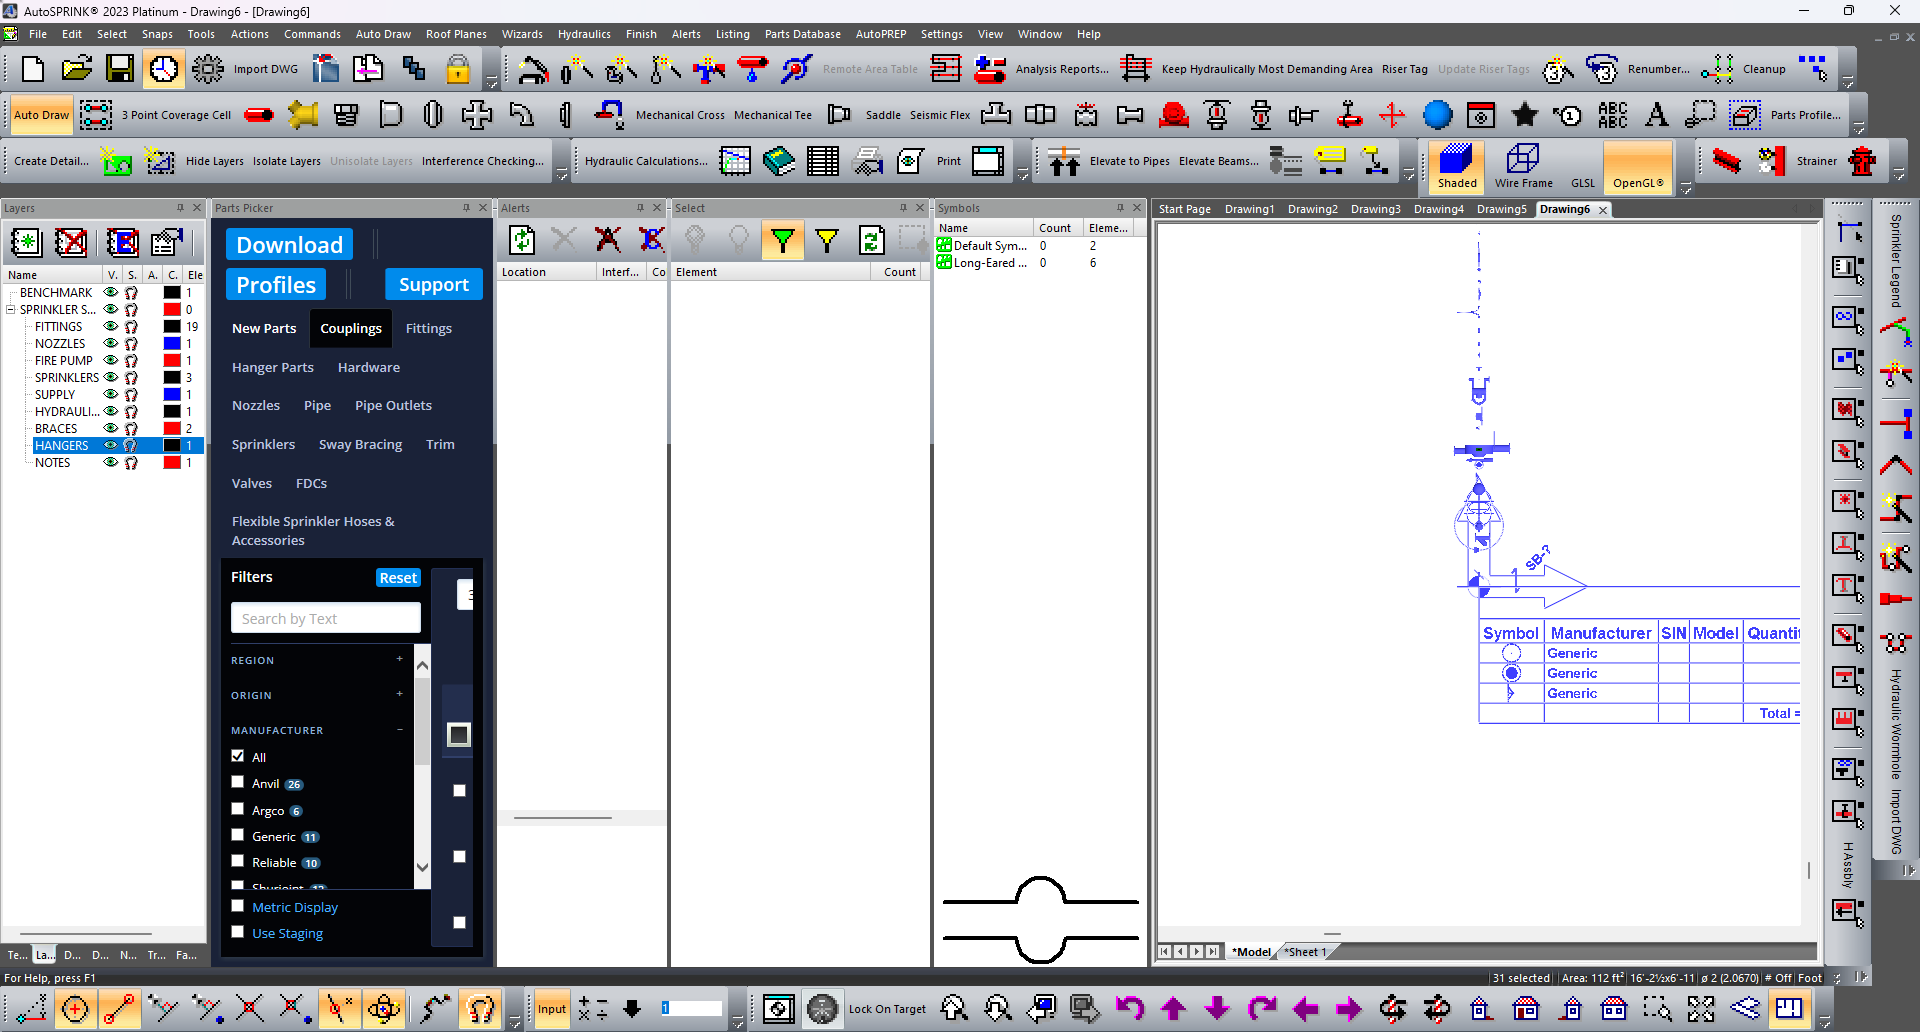 AutoSPRINK® 2023 Platinum - Drawing6 - [Drawing6]
File Edit Select Snaps Tools Actions Commands Auto Draw Roof Planes Wizards Hydraulics Finish Alerts Listing Parts Database AutoPREP Settings View Window Help
Import DWG Remote Area Table Analysis Reports... Keep Hydraulically Most Demanding Area Riser Tag Update Riser Tags Renumber... Cleanup
Auto Draw 3 Point Coverage Cell Mechanical Cross Mechanical Tee Saddle Seismic Flex ABC ABC A Parts Profile...
Create Detail... Hide Layers Isolate Layers Unisolate Layers Interference Checking... Hydraulic Calculations... Print Elevate to Pipes Elevate Beams... Shaded Wire Frame GLSL OpenGL® Strainer
Layers
Name V. S. A. C. Ele
BENCHMARK 1
SPRINKLER S... 0
FITTINGS 19
NOZZLES 1
FIRE PUMP 1
SPRINKLERS 3
SUPPLY 1
HYDRAULI... 1
BRACES 2
HANGERS 1
NOTES 1
Te... La... D... D... N... Tr... Fa...
Parts Picker
Download
Profiles Support
New Parts Couplings Fittings
Hanger Parts Hardware
Nozzles Pipe Pipe Outlets
Sprinklers Sway Bracing Trim
Valves FDCs
Flexible Sprinkler Hoses &
Accessories
Filters Reset
Search by Text
REGION +
ORIGIN +
MANUFACTURER -
All
Anvil 26
Argco 6
Generic 11
Reliable 10
Shurjoint 12
Metric Display
Use Staging
Alerts
Location Interf... Co
Select
Element Count
Symbols
Name Count Eleme...
Default Sym... 0 2
Long-Eared ... 0 6
Start Page Drawing1 Drawing2 Drawing3 Drawing4 Drawing5 Drawing6
SB-?
Symbol Manufacturer SIN Model Quantit
Generic
Generic
Generic
Total =
*Model *Sheet 1
Sprinkler Legend
Hydraulic Wormhole
Import DWG
H Assbly
For Help, press F1
31 selected Area: 112 ft² 16'-2½x6'-11 ø 2 (2.0670) # Off Foot
Input 1 Lock On Target